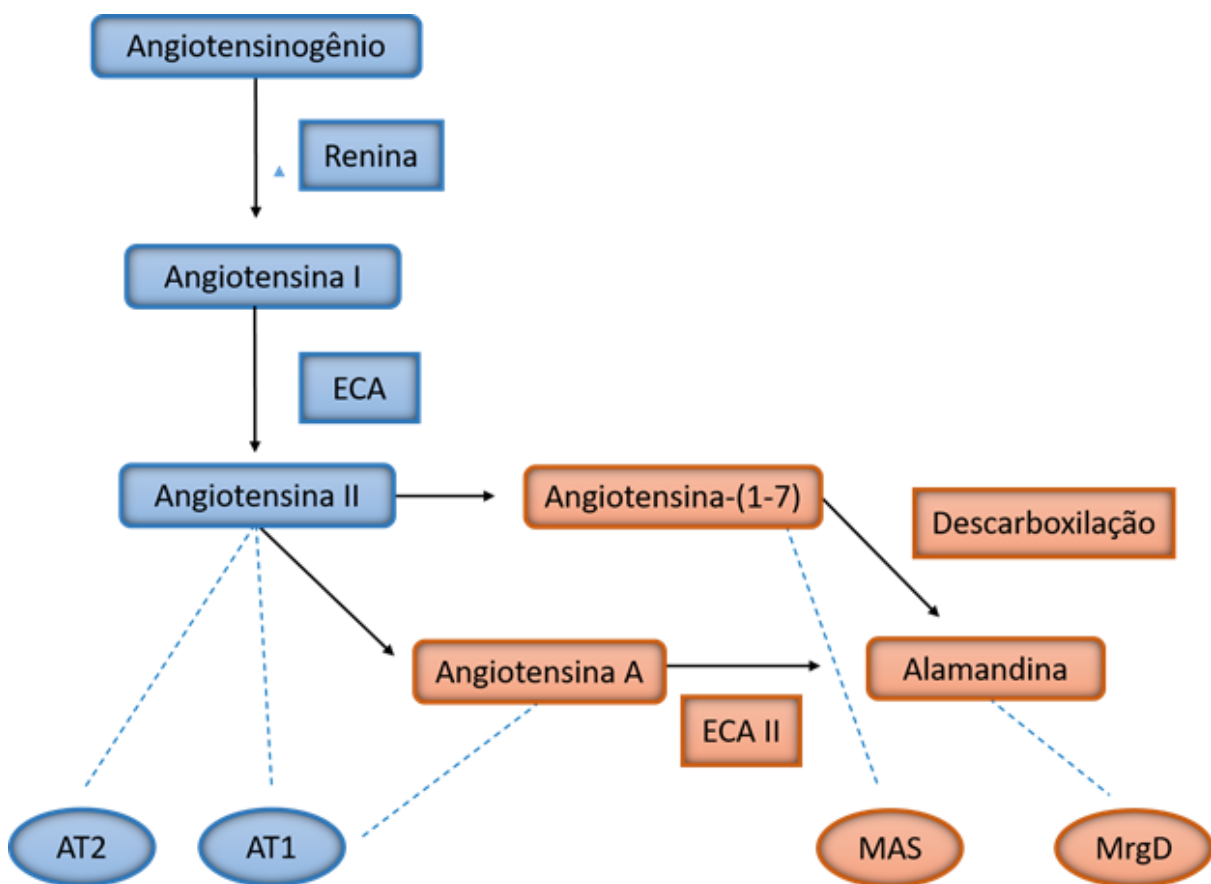 Angiotensinogênio
Renina
Angiotensina I
ECA
Angiotensina II
Angiotensina-(1-7)
Descarboxilação
Angiotensina A
ECA II
Alamandina
AT2
AT1
MAS
MrgD